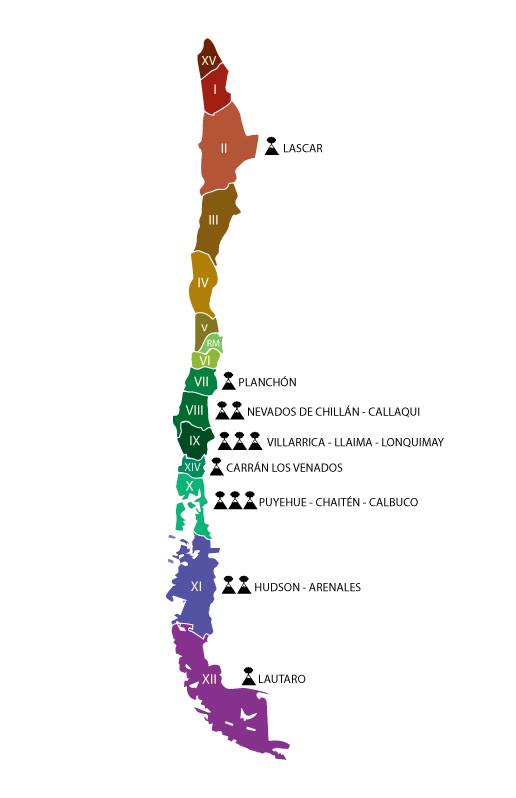 XV
I
II
LASCAR
III
IV
V
RM
VI
VII
PLANCHÓN
VIII
NEVADOS DE CHILLÁN - CALLAQUI
IX
VILLARRICA - LLAIMA - LONQUIMAY
XIV
CARRÁN LOS VENADOS
X
PUYEHUE - CHAITÉN - CALBUCO
XI
HUDSON - ARENALES
XII
LAUTARO